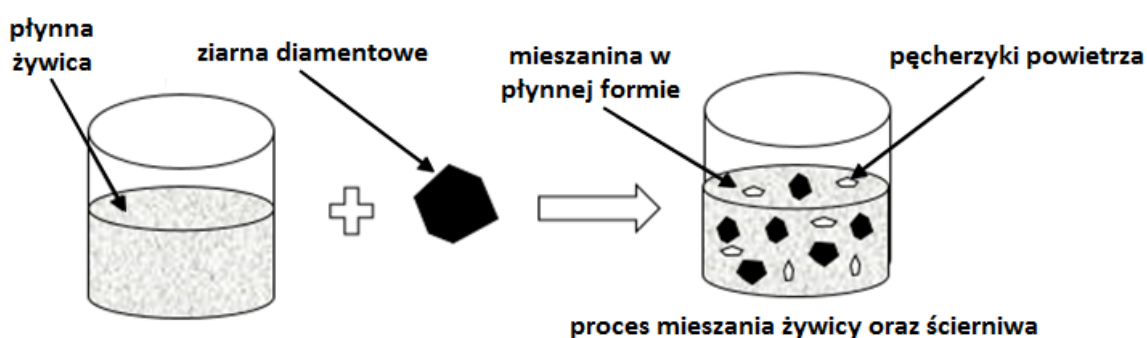 płynna
żywica
ziarna diamentowe
mieszanina w
płynnej formie
pęcherzyki powietrza
proces mieszania żywicy oraz ścierniwa